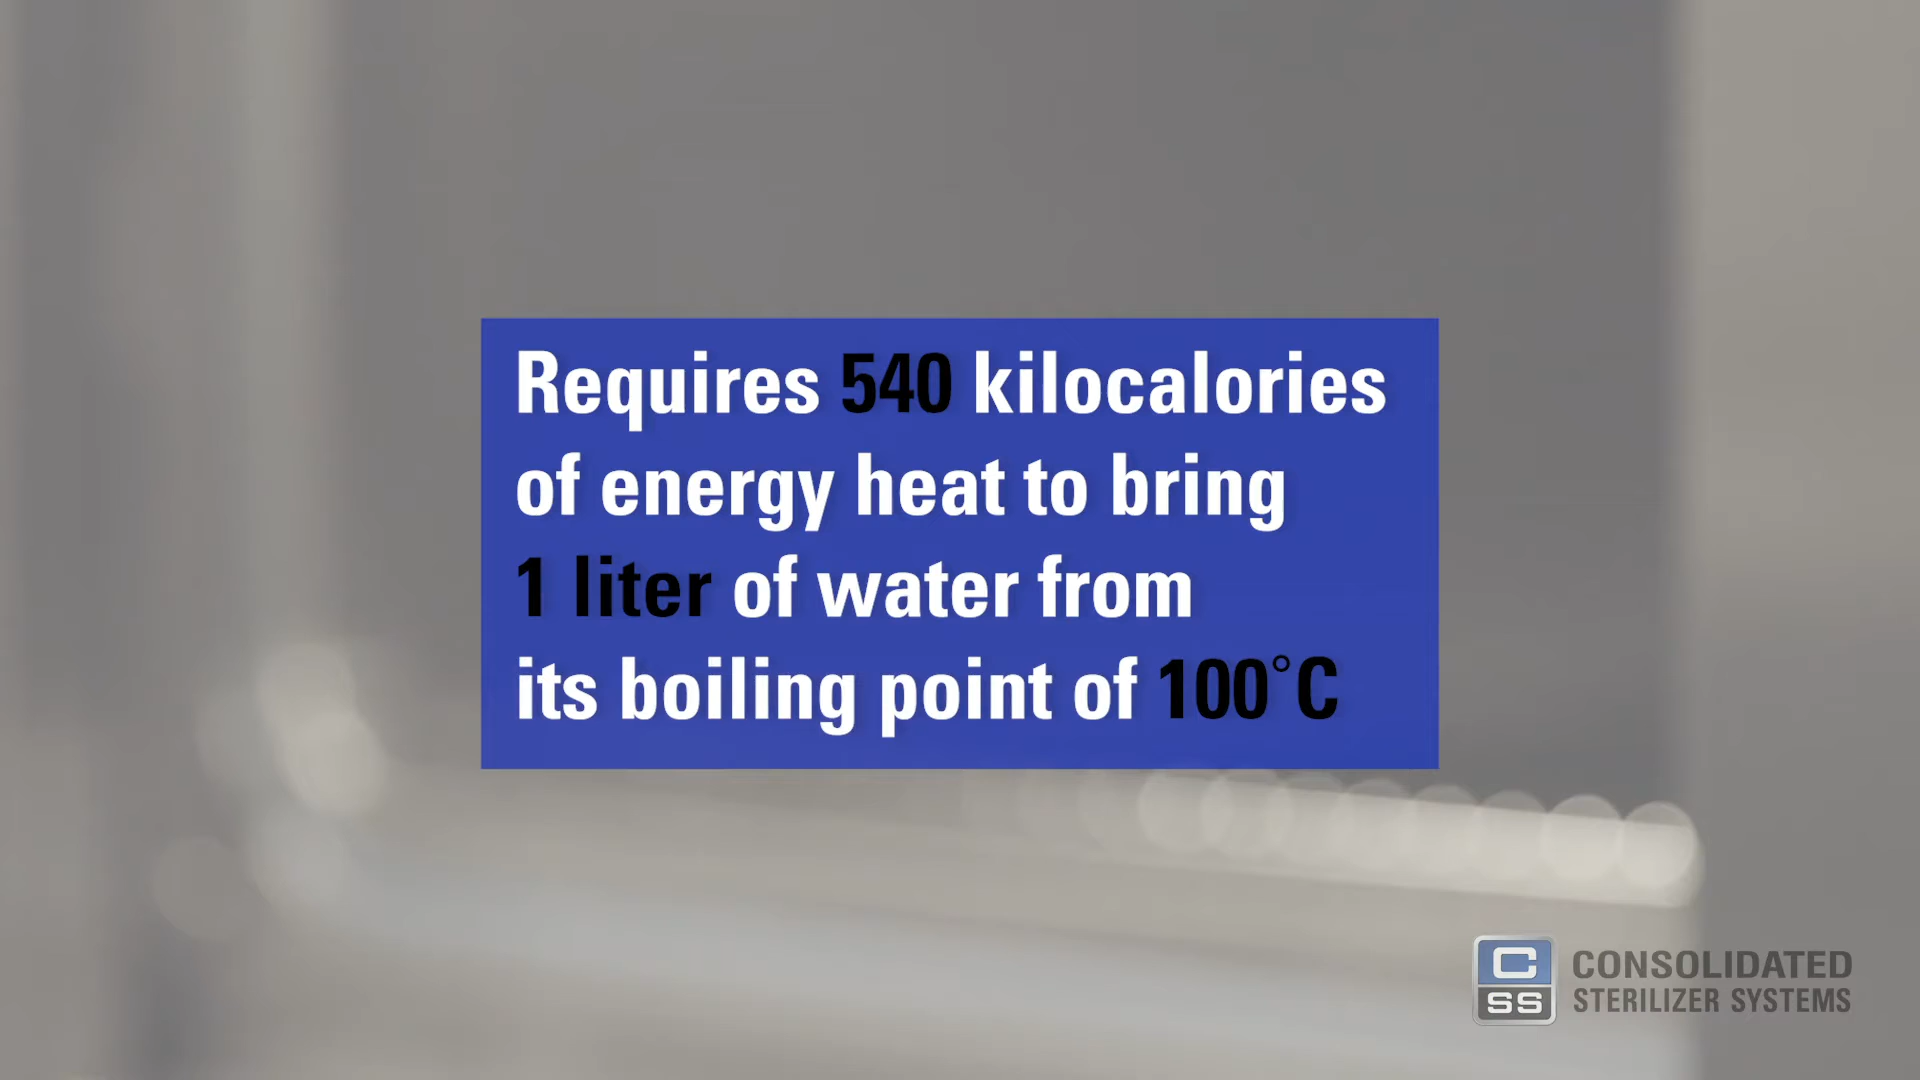 Requires 540 kilocalories
of energy heat to bring
1 liter of water from
its boiling point of 100°C
C
SS
CONSOLIDATED
STERILIZER SYSTEMS